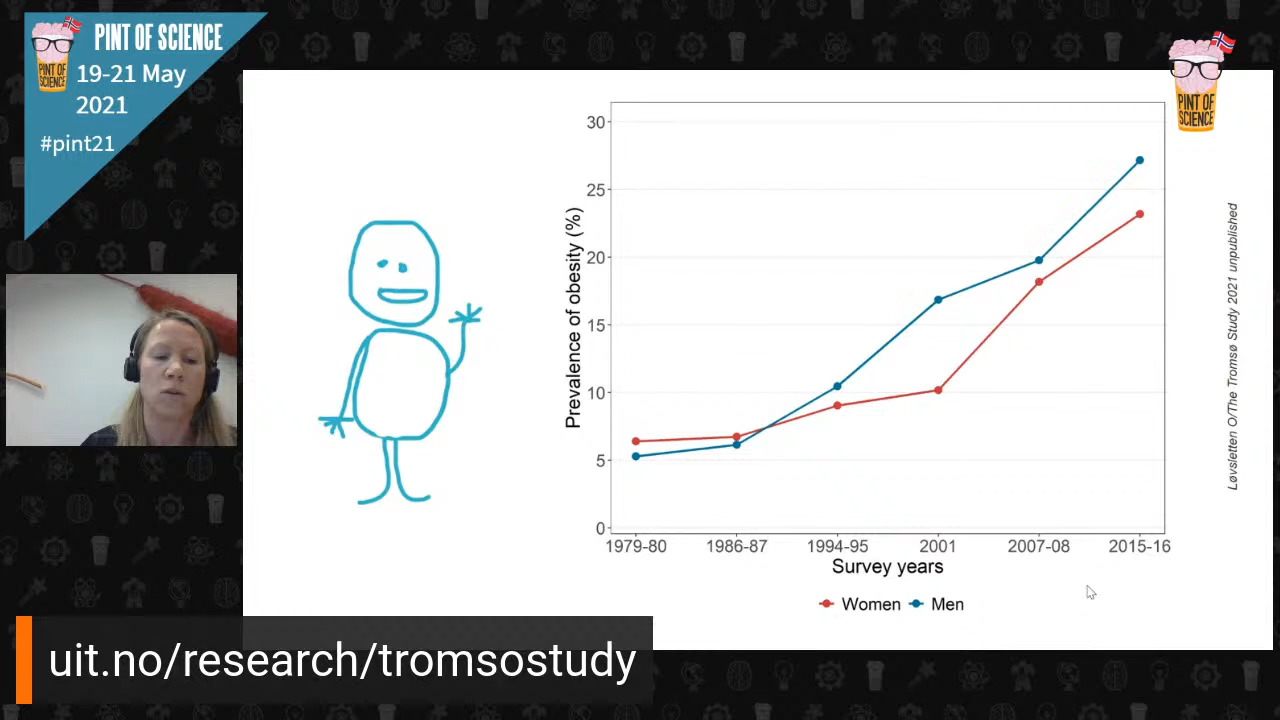 PINT OF SCIENCE
19-21 May
2021
#pint21
PINT OF
SCIENCE
PINT OF
SCIENCE
30
25
20
15
10
5
0
Prevalence of obesity (%)
1979-80 1986-87 1994-95 2001 2007-08 2015-16
Survey years
Women Men
Løvsletten O/The Tromsø Study 2021 unpublished
uit.no/research/tromsostudy